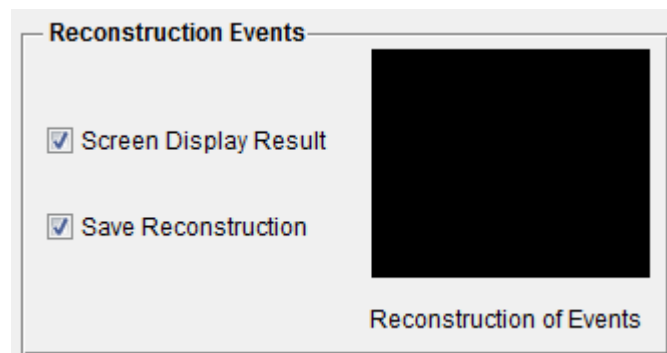 Reconstruction Events
Screen Display Result
Save Reconstruction
Reconstruction of Events